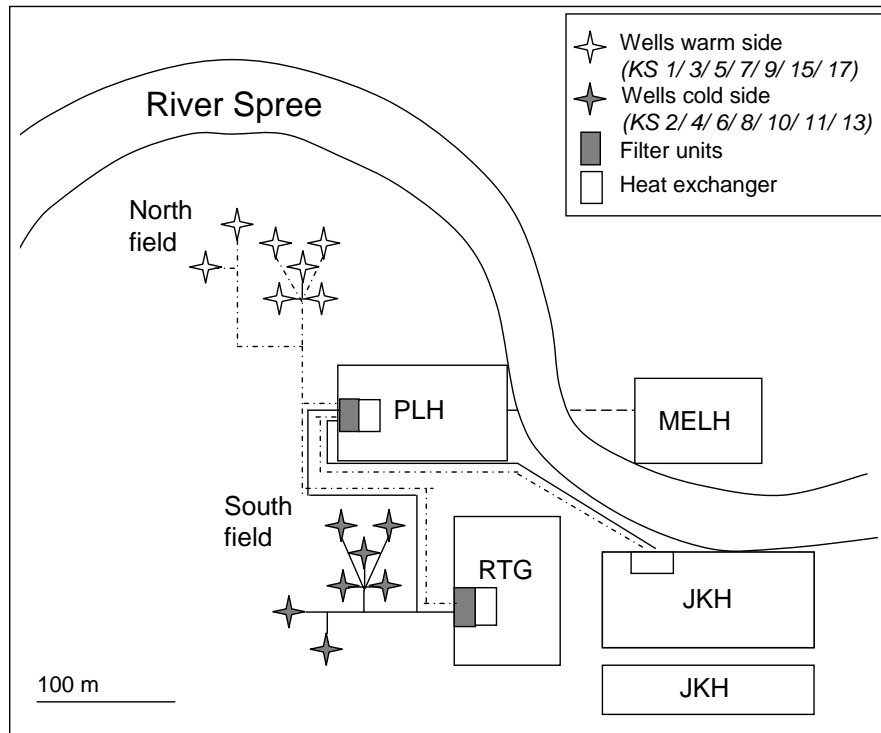 River Spree
Wells warm side
(KS 1/ 3/ 5/ 7/ 9/ 15/ 17)
Wells cold side
(KS 2/ 4/ 6/ 8/ 10/ 11/ 13)
Filter units
Heat exchanger
North
field
PLH
MELH
South
field
RTG
JKH
JKH
100 m